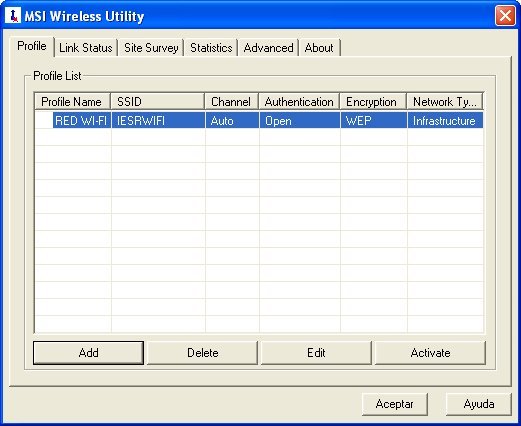 MSI Wireless Utility
Profile Link Status Site Survey Statistics Advanced About
Profile List
Profile Name SSID Channel Authentication Encryption Network Ty...
RED WI-FI IESRWIFI Auto Open WEP Infrastructure
Add Delete Edit Activate
Aceptar Ayuda